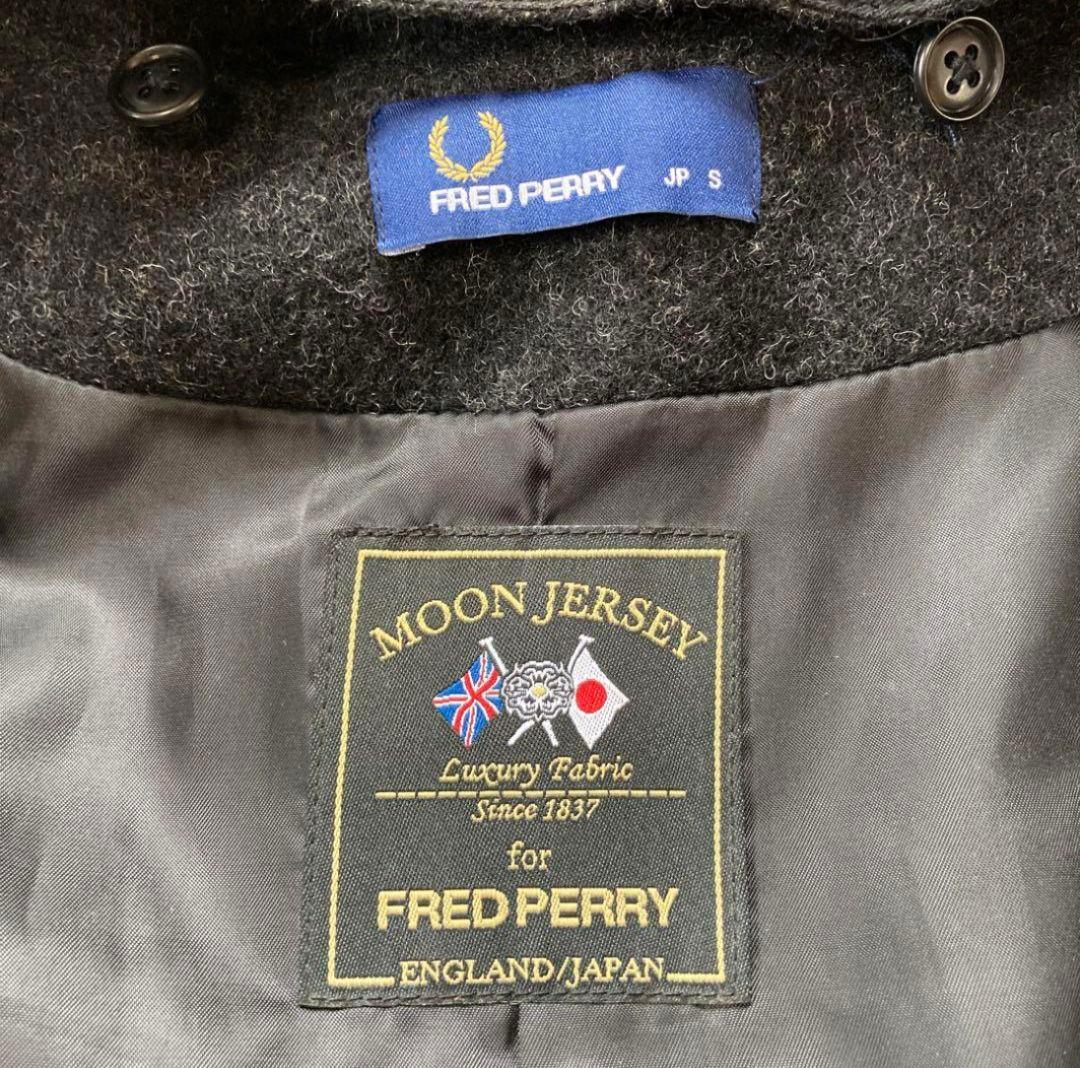 FRED PERRY JP S
MOON JERSEY
Luxury Fabric
Since 1837
for
FRED PERRY
ENGLAND/JAPAN